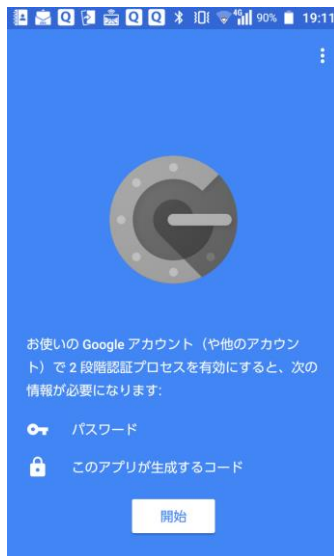 90% 19:11
お使いの Google アカウント（や他のアカウン
ト）で 2 段階認証プロセスを有効にすると、次の
情報が必要になります:
パスワード
このアプリが生成するコード
開始